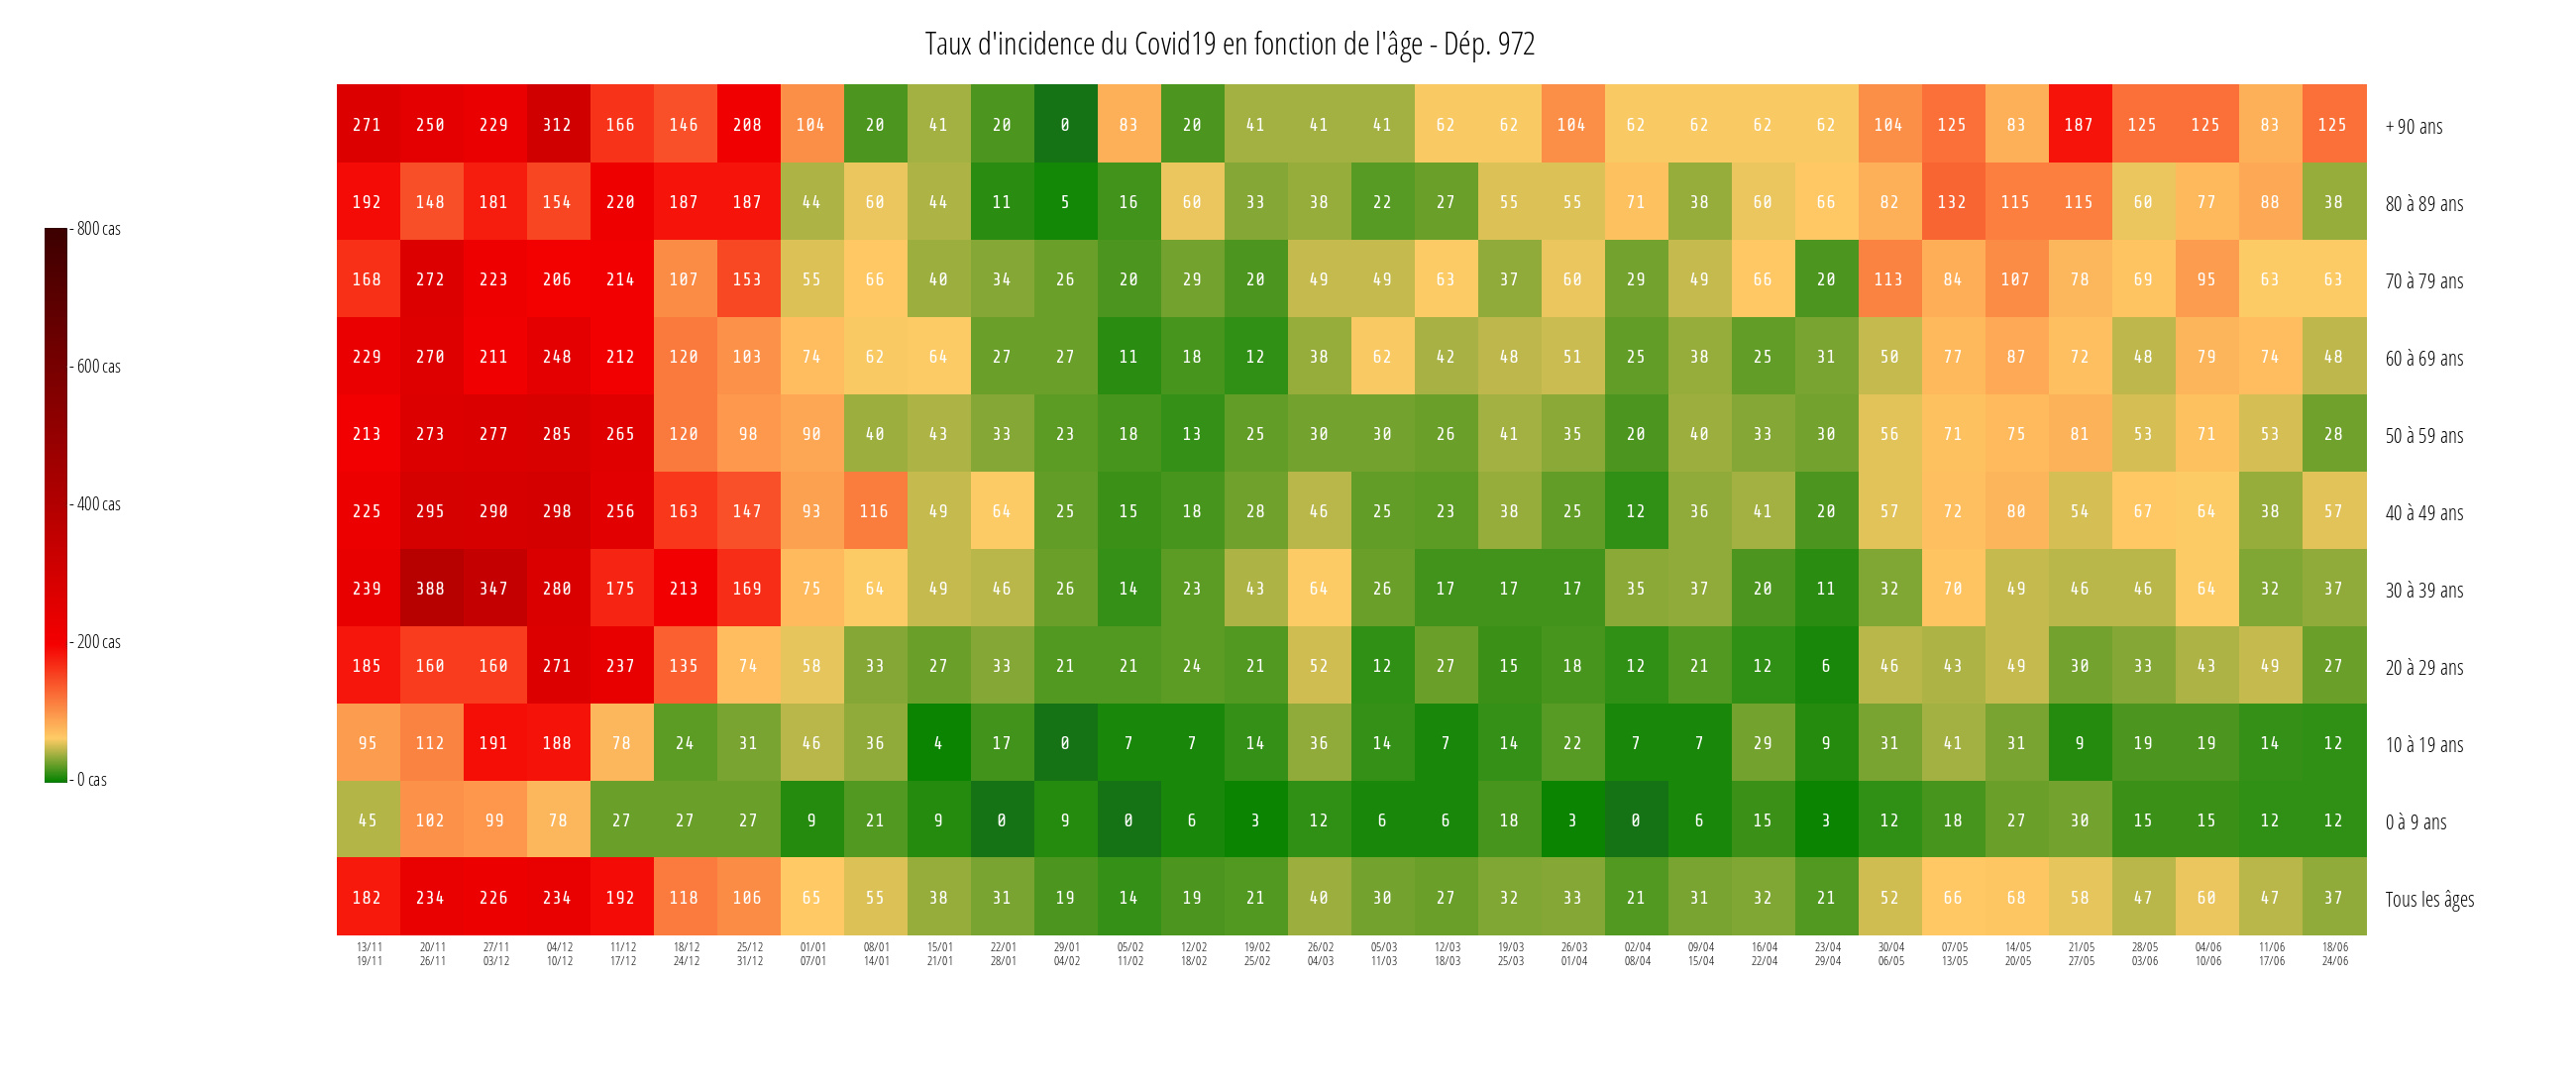 Taux d'incidence du Covid19 en fonction de l'âge - Dép. 972
271 250 229 312 166 146 208 104 20 41 20 0 83 20 41 41 41 62 62 104 62 62 62 62 104 125 83 187 125 125 83 125 + 90 ans
192 148 181 154 220 187 187 44 60 44 11 5 16 60 33 38 22 27 55 55 71 38 60 66 82 132 115 115 60 77 88 38 80 à 89 ans
- 800 cas
168 272 223 206 214 107 153 55 66 40 34 26 20 29 20 49 49 63 37 60 29 49 66 20 113 84 107 78 69 95 63 63 70 à 79 ans
229 270 211 248 212 120 103 74 62 64 27 27 11 18 12 38 62 42 48 51 25 38 25 31 50 77 87 72 48 79 74 48 60 à 69 ans
- 600 cas
213 273 277 285 265 120 98 90 40 43 33 23 18 13 25 30 30 26 41 35 20 40 33 30 56 71 75 81 53 71 53 28 50 à 59 ans
- 400 cas
225 295 290 298 256 163 147 93 116 49 64 25 15 18 28 46 25 23 38 25 12 36 41 20 57 72 80 54 67 64 38 57 40 à 49 ans
239 388 347 280 175 213 169 75 64 49 46 26 14 23 43 64 26 17 17 17 35 37 20 11 32 70 49 46 46 64 32 37 30 à 39 ans
- 200 cas
185 160 160 271 237 135 74 58 33 27 33 21 21 24 21 52 12 27 15 18 12 21 12 6 46 43 49 30 33 43 49 27 20 à 29 ans
95 112 191 188 78 24 31 46 36 4 17 0 7 7 14 36 14 7 14 22 7 7 29 9 31 41 31 9 19 19 14 12 10 à 19 ans
- 0 cas
45 102 99 78 27 27 27 9 21 9 0 9 0 6 3 12 6 6 18 3 0 6 15 3 12 18 27 30 15 15 12 12 0 à 9 ans
182 234 226 234 192 118 106 65 55 38 31 19 14 19 21 40 30 27 32 33 21 31 32 21 52 66 68 58 47 60 47 37 Tous les âges
13/11 20/11 27/11 04/12 11/12 18/12 25/12 01/01 08/01 15/01 22/01 29/01 05/02 12/02 19/02 26/02 05/03 12/03 19/03 26/03 02/04 09/04 16/04 23/04 30/04 07/05 14/05 21/05 28/05 04/06 11/06 18/06
19/11 26/11 03/12 10/12 17/12 24/12 31/12 07/01 14/01 21/01 28/01 04/02 11/02 18/02 25/02 04/03 11/03 18/03 25/03 01/04 08/04 15/04 22/04 29/04 06/05 13/05 20/05 27/05 03/06 10/06 17/06 24/06